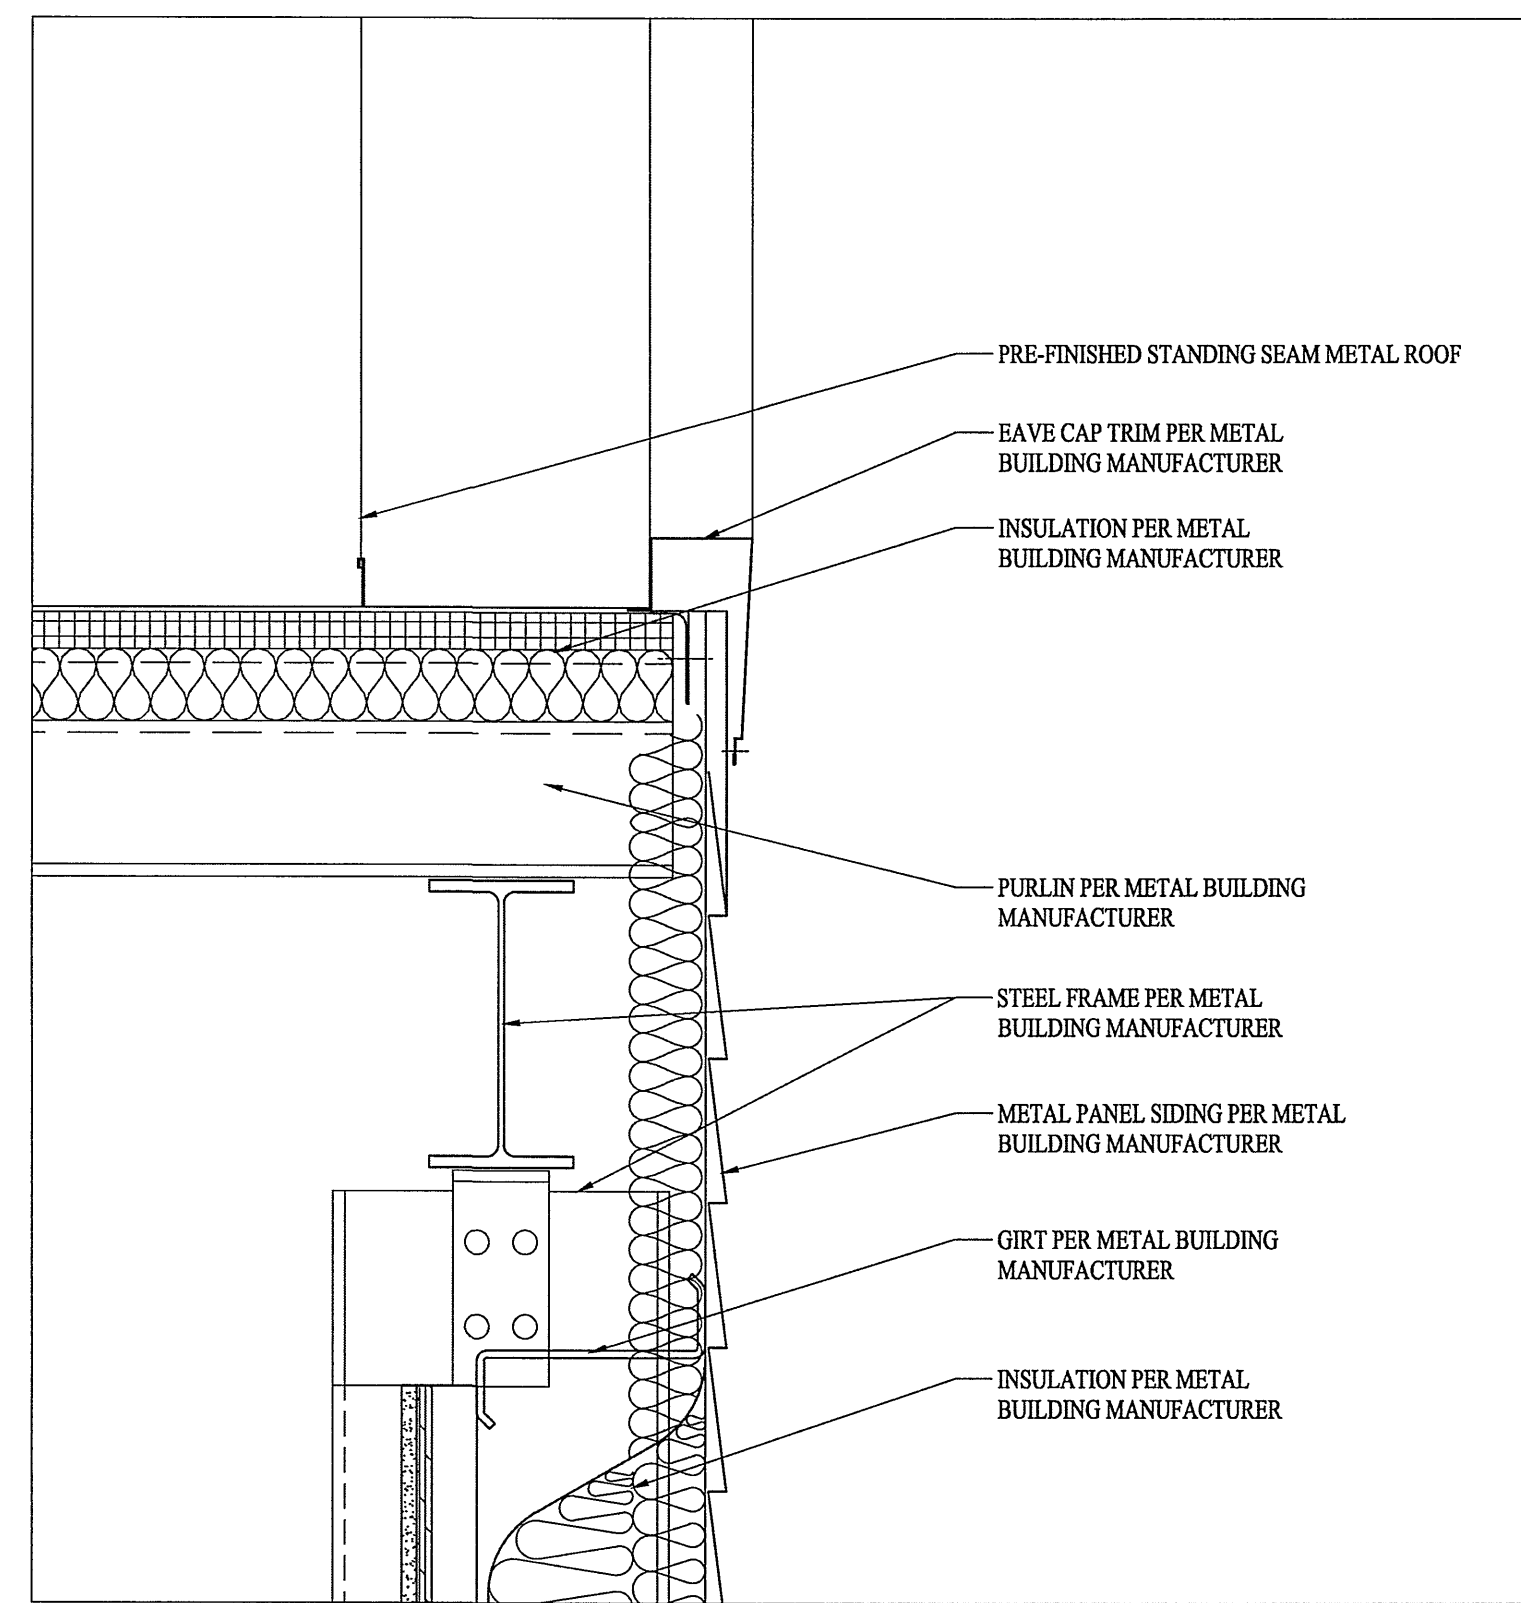 PRE-FINISHED STANDING SEAM METAL ROOF
EAVE CAP TRIM PER METAL
BUILDING MANUFACTURER
INSULATION PER METAL
BUILDING MANUFACTURER
PURLIN PER METAL BUILDING
MANUFACTURER
STEEL FRAME PER METAL
BUILDING MANUFACTURER
METAL PANEL SIDING PER METAL
BUILDING MANUFACTURER
GIRT PER METAL BUILDING
MANUFACTURER
INSULATION PER METAL
BUILDING MANUFACTURER